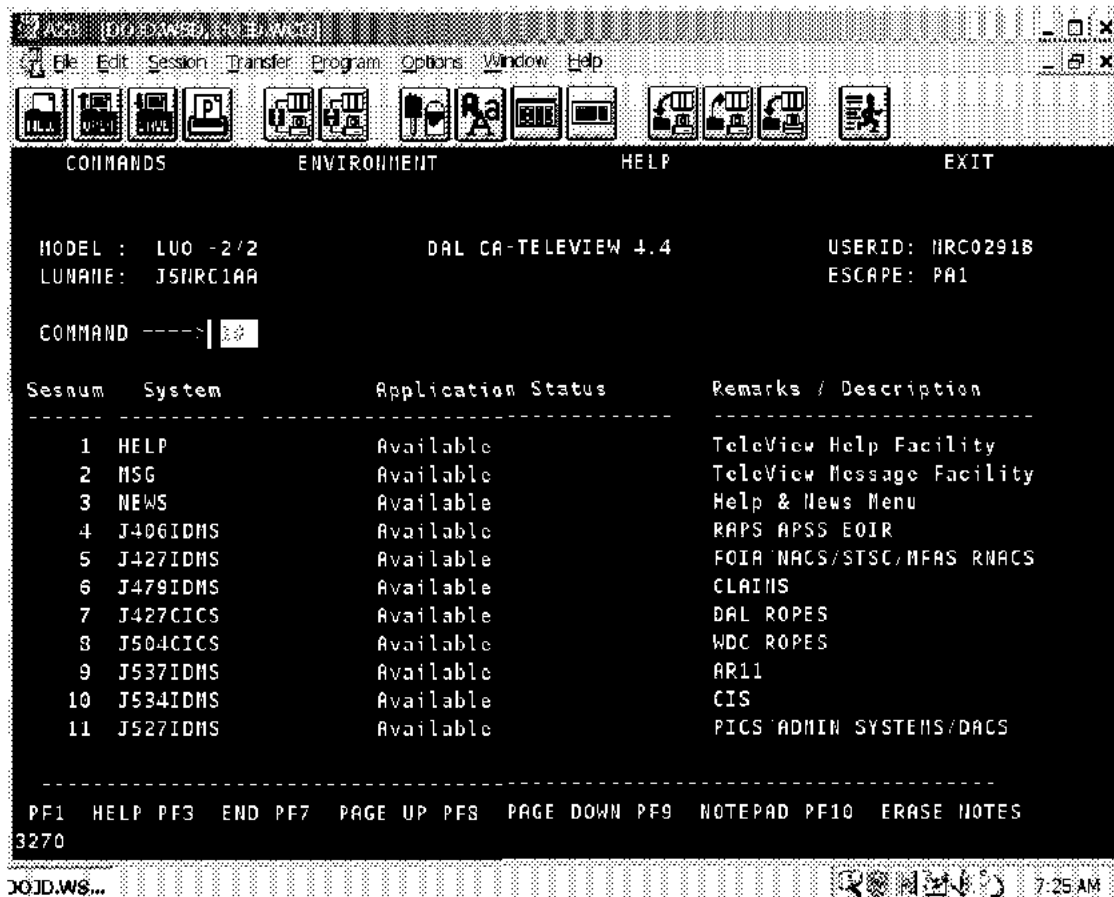 File Edit Session Transfer Program Options Window Help
COMMANDS ENVIRONMENT HELP EXIT
MODEL : LUO -2/2 DAL CA-TELEVIEW 4.4 USERID: NRC0291B
LUNAME: J5NRC1AA ESCAPE: PA1
COMMAND ---->
Sesnum System Application Status Remarks / Description
1 HELP Available TeleView Help Facility
2 MSG Available TeleView Message Facility
3 NEWS Available Help & News Menu
4 J406IDMS Available RAPS APSS EOIR
5 J427IDMS Available FOIA NACS/STSC/MFAS RNACS
6 J479IDMS Available CLAIMS
7 J427CICS Available DAL ROPES
8 J504CICS Available WDC ROPES
9 J537IDMS Available AR11
10 J534IDMS Available CIS
11 J527IDMS Available PICS ADMIN SYSTEMS/DACS
PF1 HELP PF3 END PF7 PAGE UP PF8 PAGE DOWN PF9 NOTEPAD PF10 ERASE NOTES
3270
7:25 AM